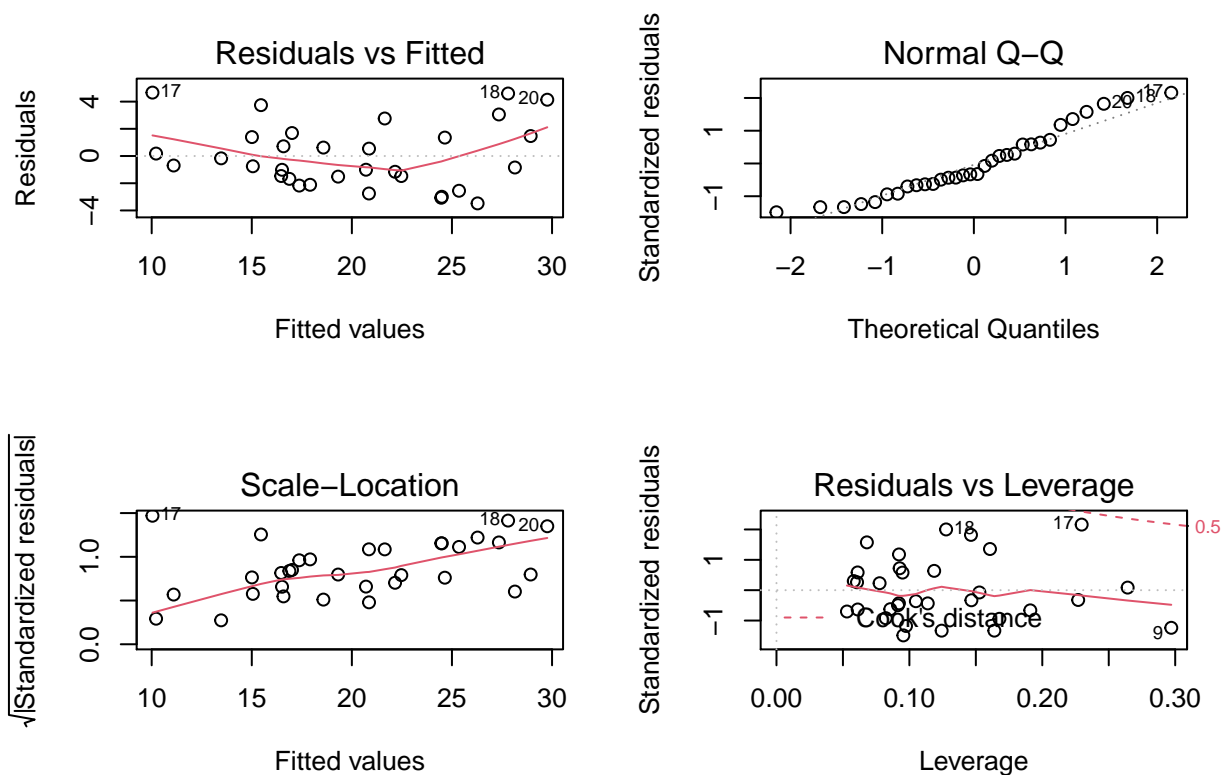 Residuals vs Fitted
Residuals
4
0
−4
17
18
20
10 15 20 25 30
Fitted values
Normal Q−Q
Standardized residuals
1
−1
20
18
17
−2 −1 0 1 2
Theoretical Quantiles
Scale−Location
√|Standardized residuals|
1.0
0.0
17
18
20
10 15 20 25 30
Fitted values
Residuals vs Leverage
Standardized residuals
1
−1
18
17
0.5
Cook's distance
9
0.00 0.10 0.20 0.30
Leverage